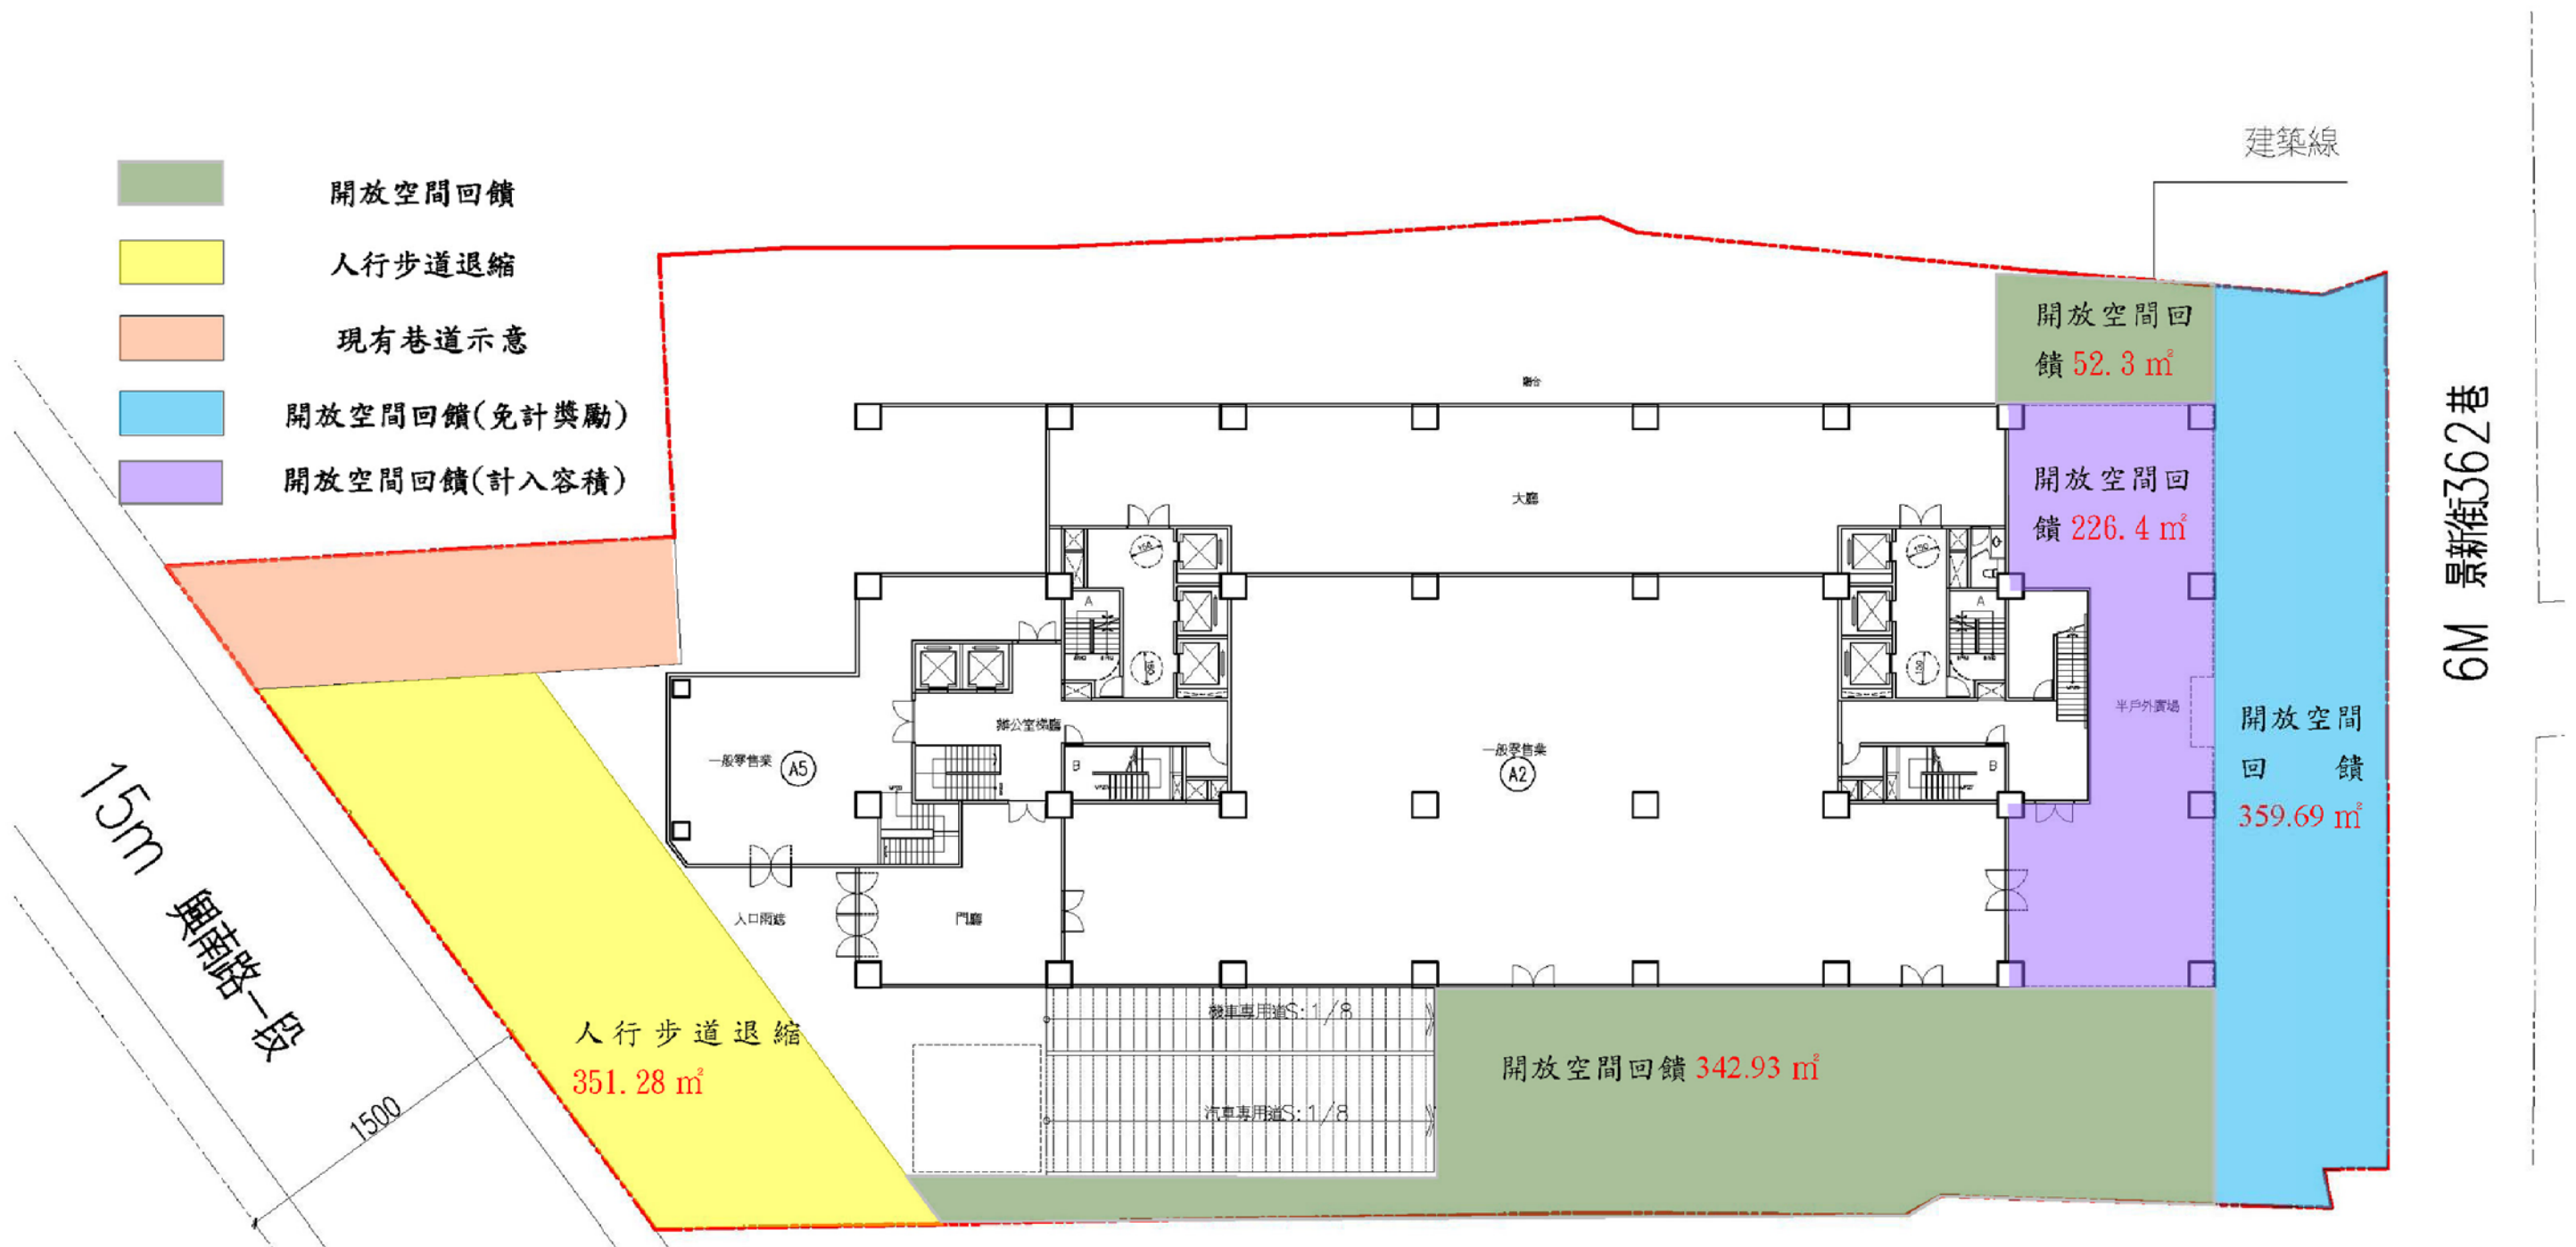 建築線
開放空間回饋
人行步道退縮
現有巷道示意
開放空間回饋(免計獎勵)
開放空間回饋(計入容積)
開放空間回
饋 52.3 ㎡
開放空間回
饋 226.4 ㎡
大廳
A
A
半戶外廣場
開放空間
回 饋
359.69 ㎡
6M 景新街362巷
辦公室梯廳
一般零售業
A5
一般零售業
A2
B
B
入口雨遮
門廳
15m 興南路一段
1500
人行步道退縮
351.28 ㎡
機車專用道S:1/8
汽車專用道S:1/8
開放空間回饋 342.93 ㎡
150
150